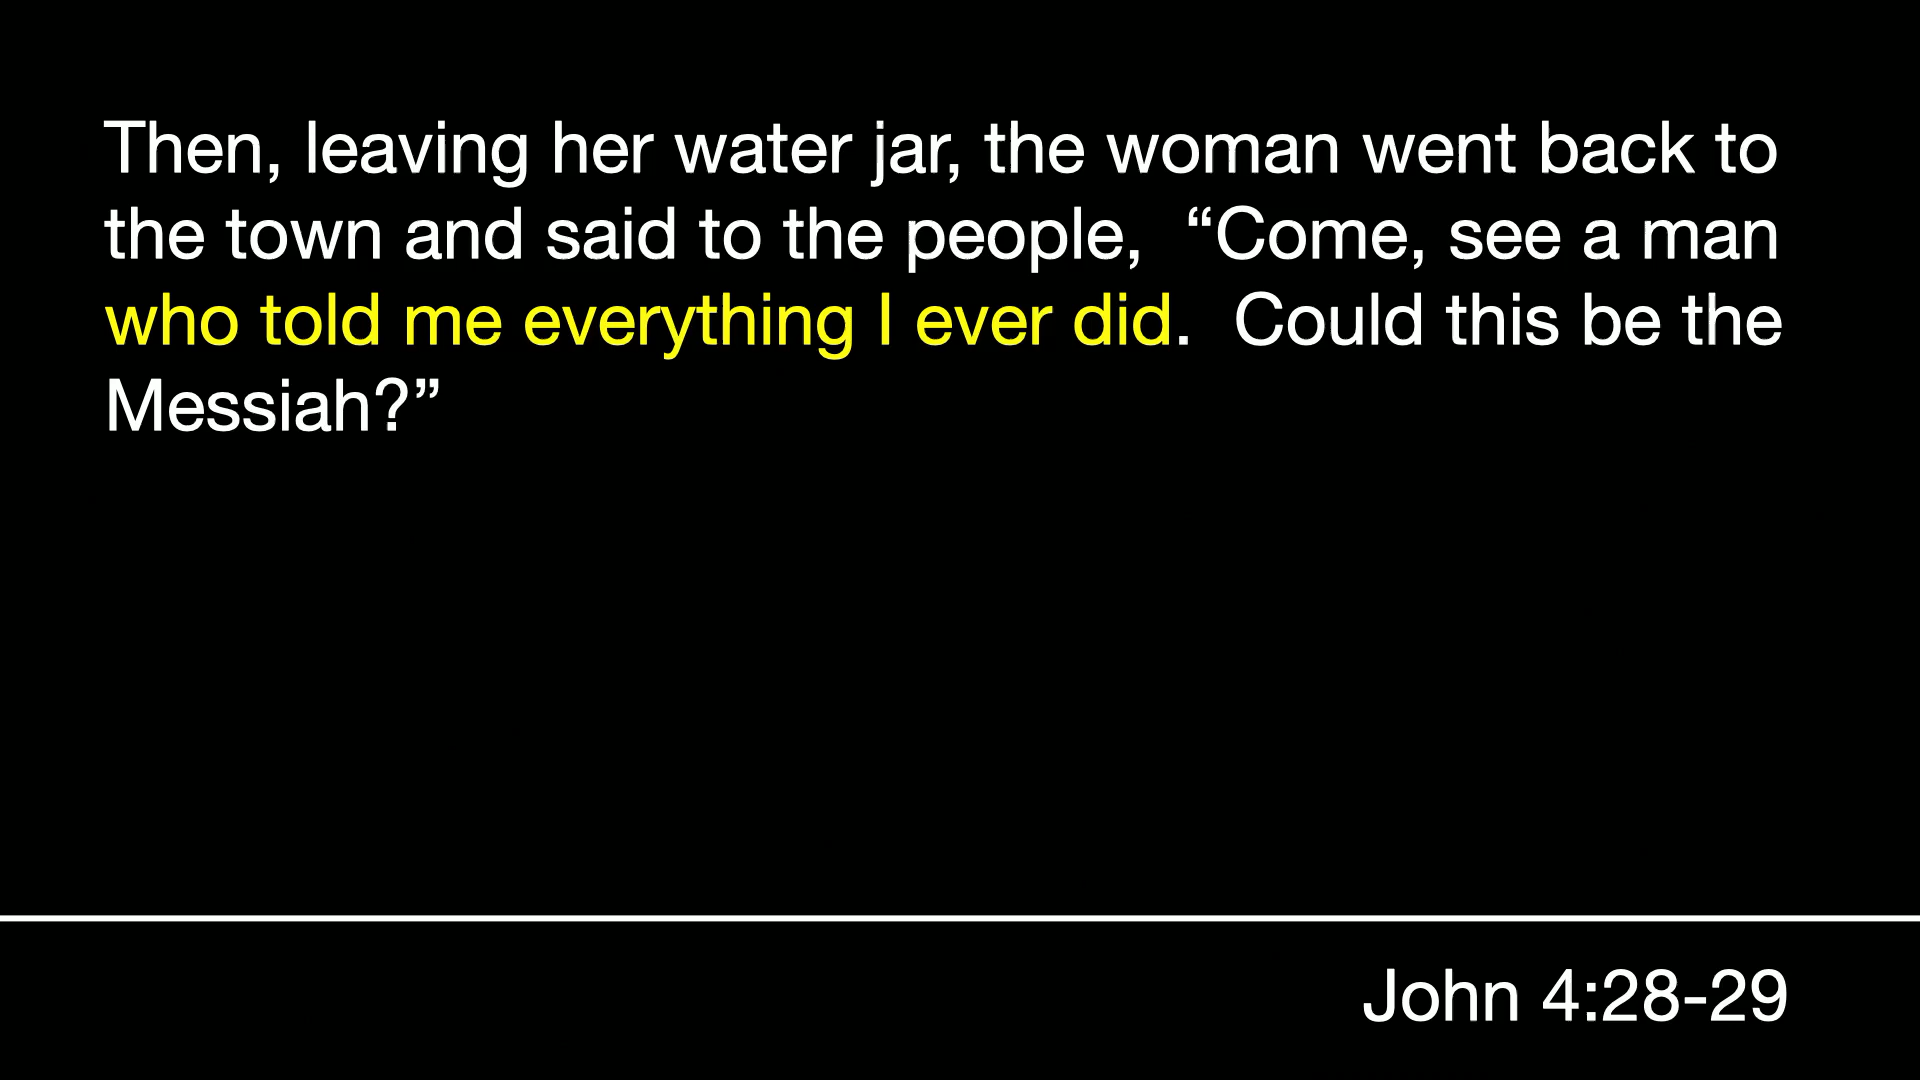 Then, leaving her water jar, the woman went back to
the town and said to the people,  “Come, see a man
who told me everything I ever did.  Could this be the
Messiah?”
John 4:28-29